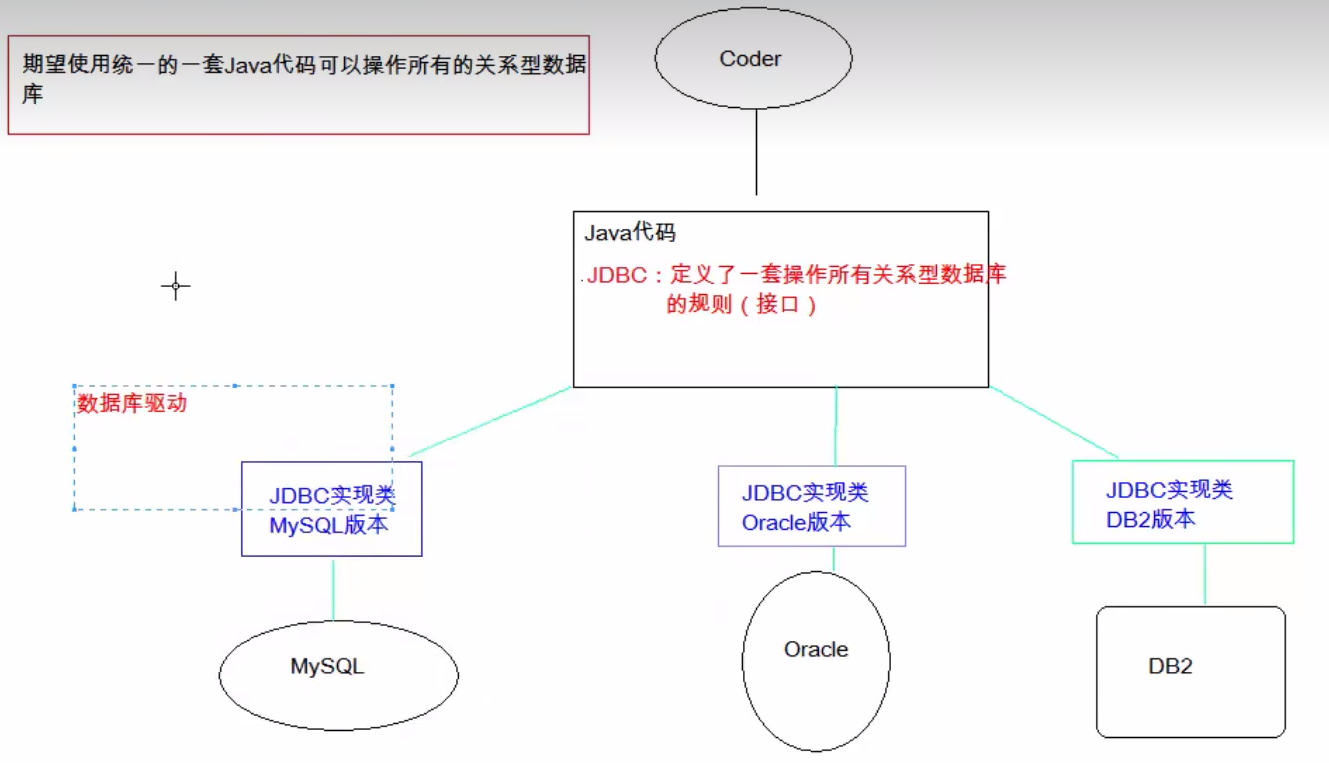 期望使用统一的一套Java代码可以操作所有的关系型数据
库
Coder
Java代码
JDBC：定义了一套操作所有关系型数据库
的规则（接口）
数据库驱动
JDBC实现类
MySQL版本
JDBC实现类
Oracle版本
JDBC实现类
DB2版本
MySQL
Oracle
DB2